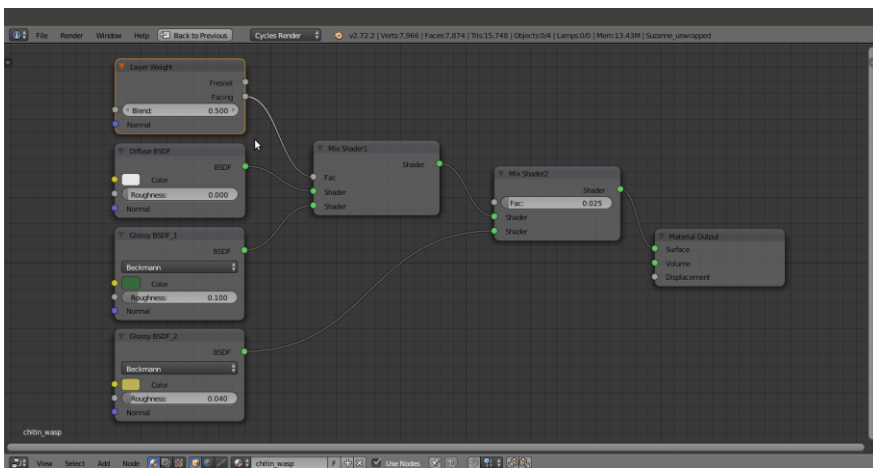 File Render Window Help Back to Previous Cycles Render v2.72.2 | Verts:7,966 | Faces:7,874 | Tris:15,748 | Objects:0/4 | Lamps:0/0 | Mem:13.43M | Suzanne_unwrapped
Layer Weight
Fresnel
Facing
Blend: 0.500
Normal
Diffuse BSDF
BSDF
Color
Roughness: 0.000
Normal
Glossy BSDF_1
BSDF
Beckmann
Color
Roughness: 0.100
Normal
Glossy BSDF_2
BSDF
Beckmann
Color
Roughness: 0.040
Normal
Mix Shader1
Shader
Fac
Shader
Shader
Mix Shader2
Shader
Fac: 0.025
Shader
Shader
Material Output
Surface
Volume
Displacement
chitin_wasp
View Select Add Node chitin_wasp F Use Nodes